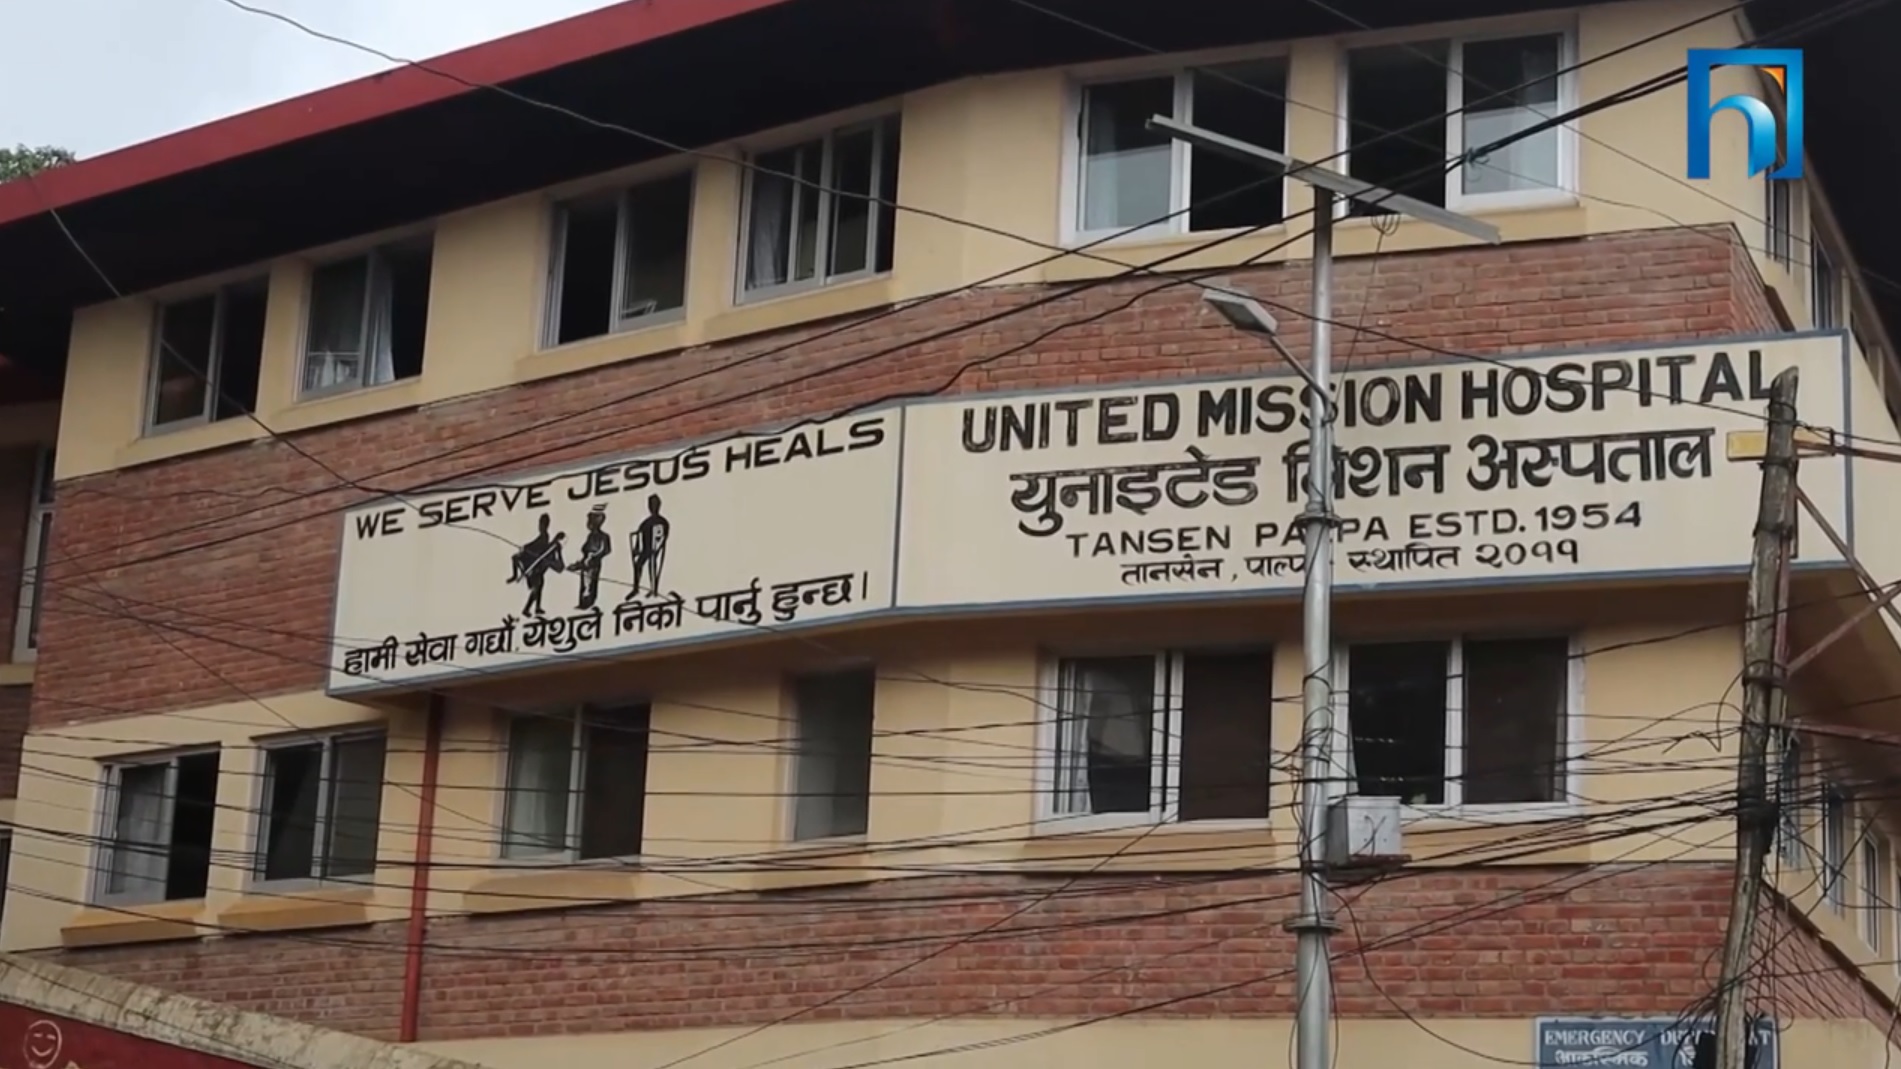 WE SERVE JESUS HEALS
हामी सेवा गर्छौं, येशुले निको पार्नु हुन्छ।
UNITED MISSION HOSPITAL
युनाइटेड मिशन अस्पताल
TANSEN PALPA ESTD. 1954
तानसेन, पाल्पा स्थापित २०११
EMERGENCY
आकस्मिक